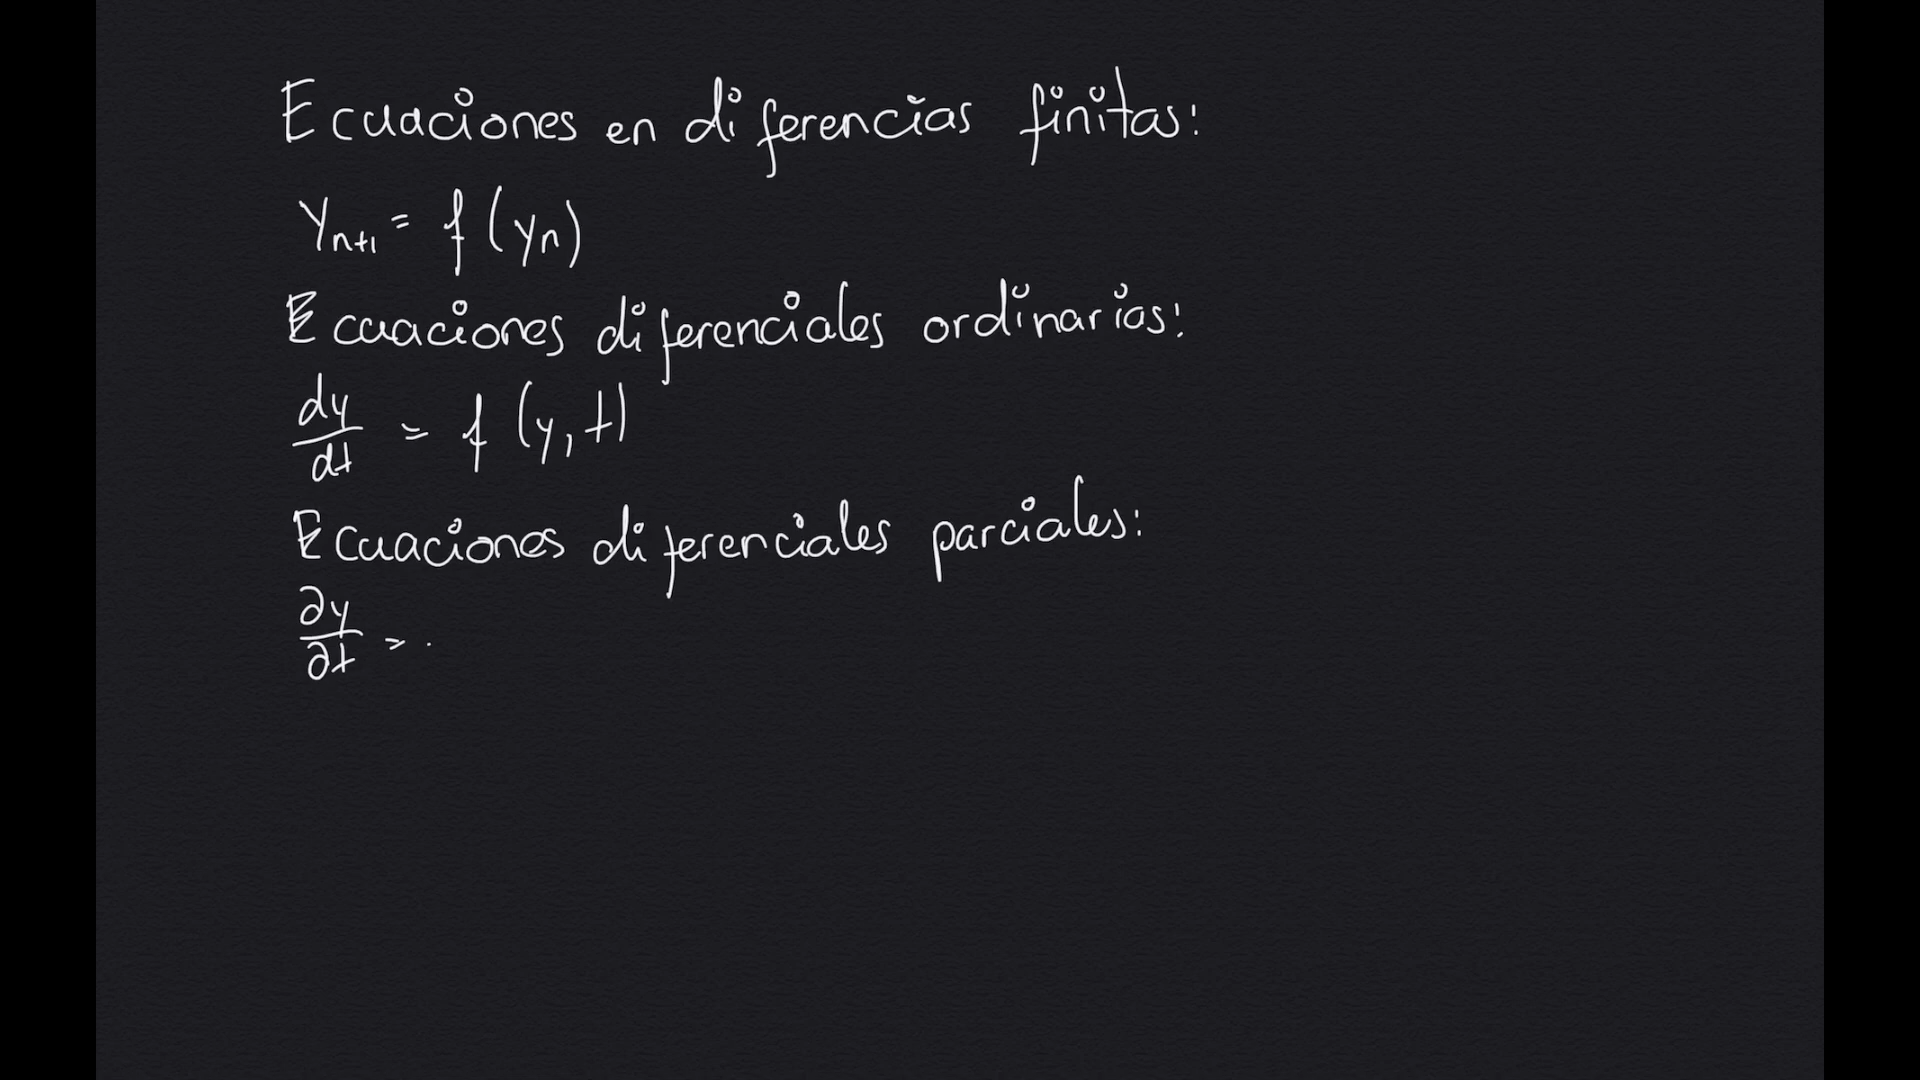 Ecuaciones en diferencias finitas:
Yn+1 = f(yn)
Ecuaciones diferenciales ordinarias:
dy/dt = f(y, t)
Ecuaciones diferenciales parciales:
∂y/∂t = .